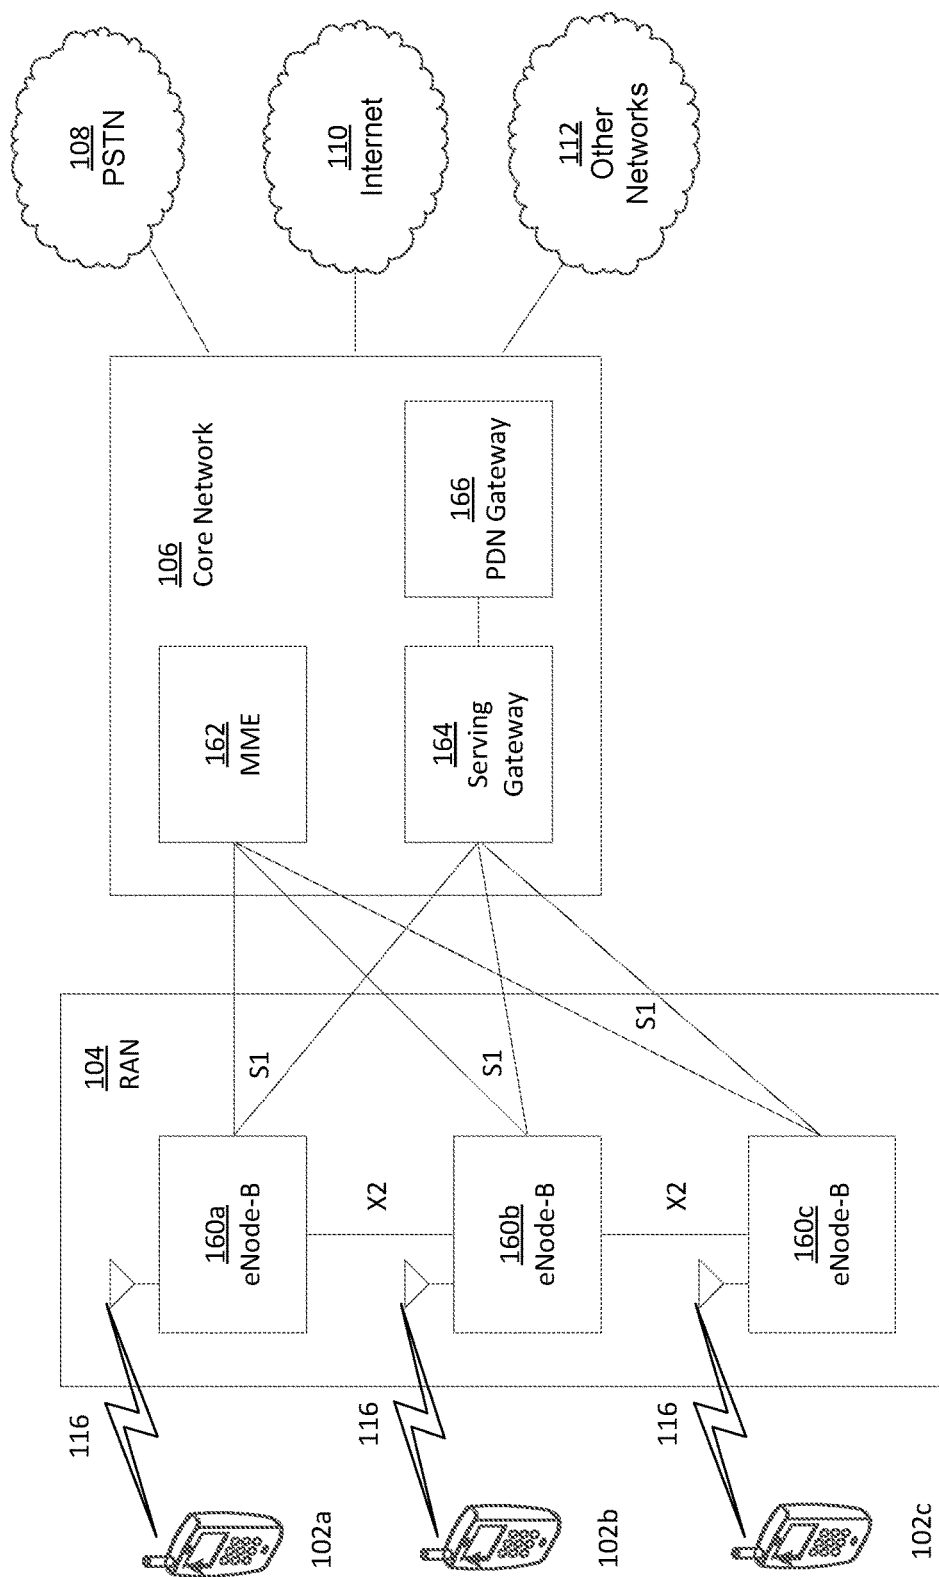 102a
116
160a
eNode-B
104
RAN
S1
162
MME
106
Core Network
108
PSTN
X2
102b
116
160b
eNode-B
S1
164
Serving
Gateway
166
PDN Gateway
110
Internet
X2
102c
116
160c
eNode-B
S1
112
Other
Networks